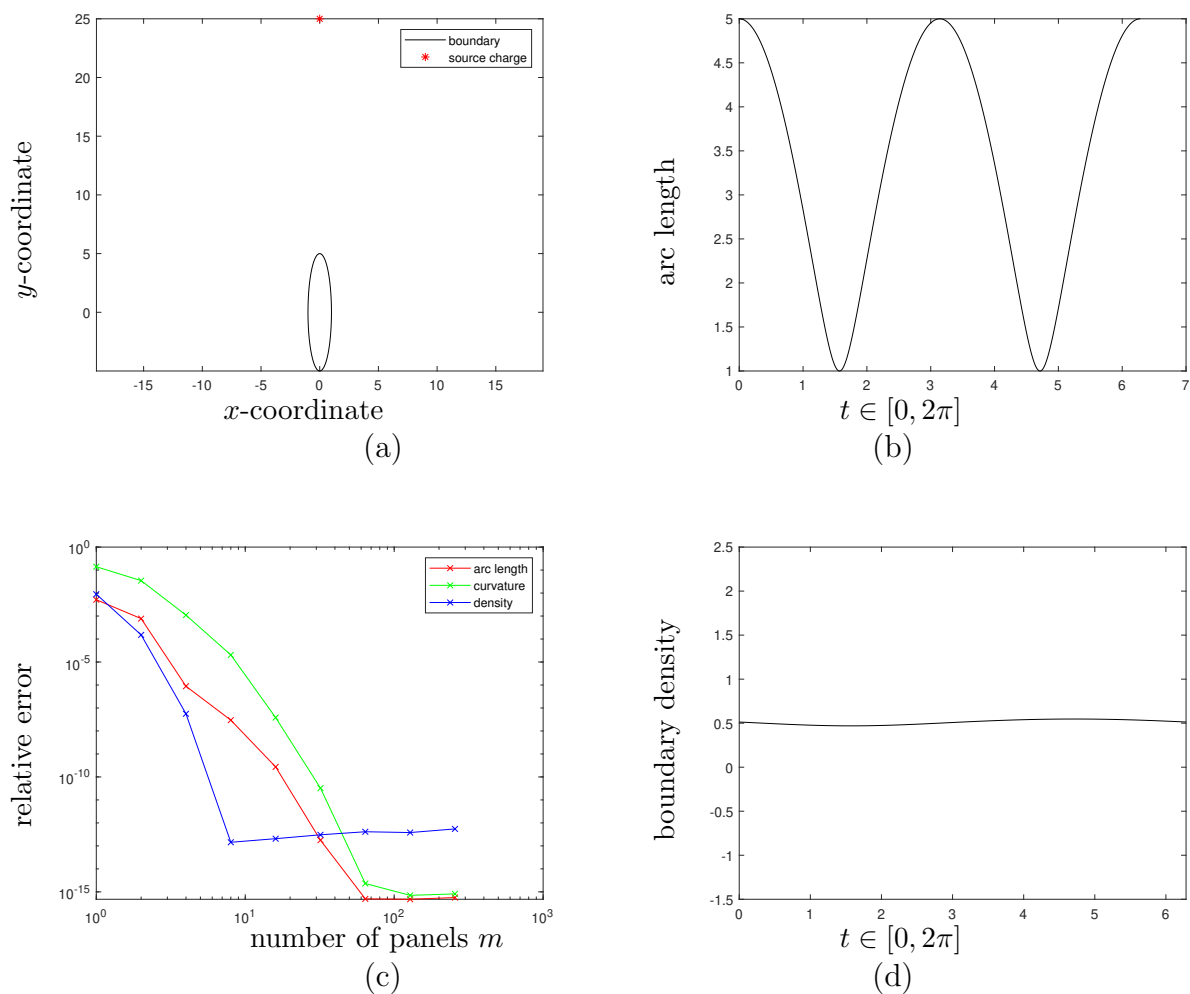 25
20
15
10
5
0
y-coordinate
boundary
source charge
-15 -10 -5 0 5 10 15
x-coordinate
(a)
5
4.5
4
3.5
3
2.5
2
1.5
1
arc length
0 1 2 3 4 5 6 7
t ∈ [0, 2π]
(b)
10^0
10^-5
10^-10
10^-15
relative error
arc length
curvature
density
10^0 10^1 10^2 10^3
number of panels m
(c)
2.5
2
1.5
1
0.5
0
-0.5
-1
-1.5
boundary density
0 1 2 3 4 5 6
t ∈ [0, 2π]
(d)